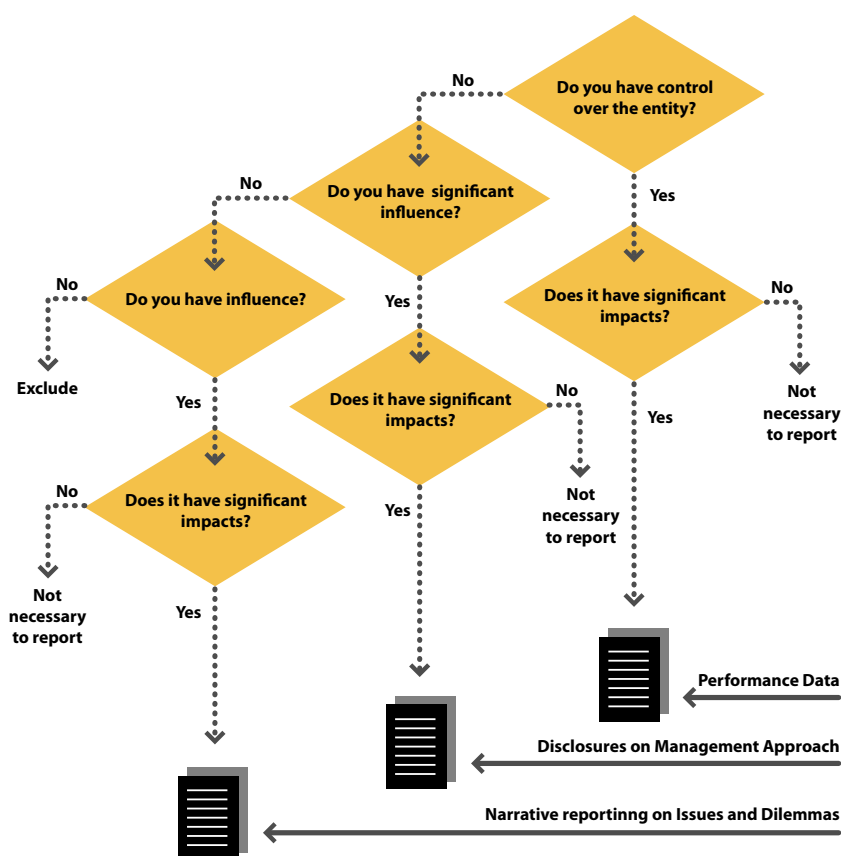 No
Do you have control
over the entity?
No
Do you have significant
influence?
Yes
No
Do you have influence?
Yes
Does it have significant
impacts?
No
Exclude
Yes
Does it have significant
impacts?
No
Yes
Not
necessary
to report
No
Does it have significant
impacts?
Yes
Not
necessary
to report
Not
necessary
to report
Yes
Performance Data
Disclosures on Management Approach
Narrative reportinng on Issues and Dilemmas